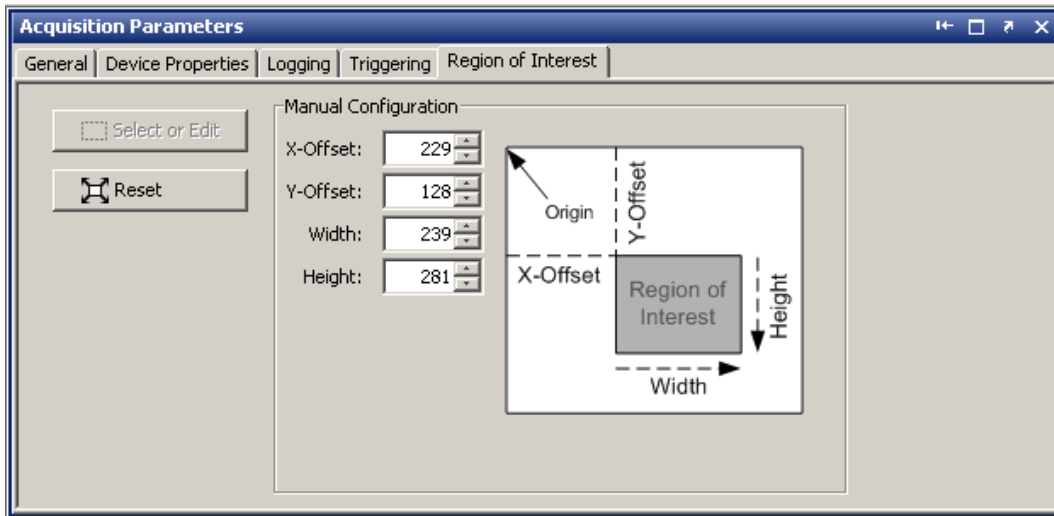 Acquisition Parameters
General Device Properties Logging Triggering Region of Interest
Select or Edit
Reset
Manual Configuration
X-Offset: 229
Y-Offset: 128
Width: 239
Height: 281
Origin
Y-Offset
X-Offset
Region of
Interest
Height
Width